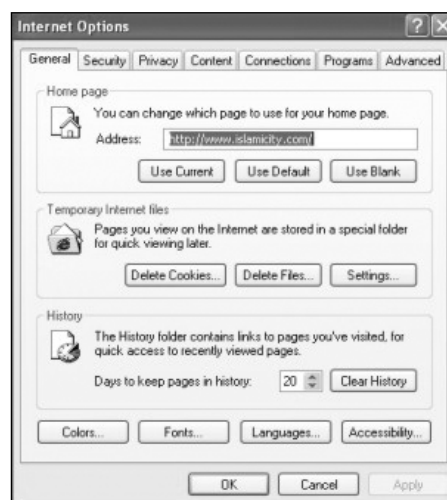 Internet Options
General Security Privacy Content Connections Programs Advanced
Home page
You can change which page to use for your home page.
Address: http://www.islamicity.com/
Use Current Use Default Use Blank
Temporary Internet files
Pages you view on the Internet are stored in a special folder
for quick viewing later.
Delete Cookies... Delete Files... Settings...
History
The History folder contains links to pages you've visited, for
quick access to recently viewed pages.
Days to keep pages in history: 20 Clear History
Colors... Fonts... Languages... Accessibility...
OK Cancel Apply